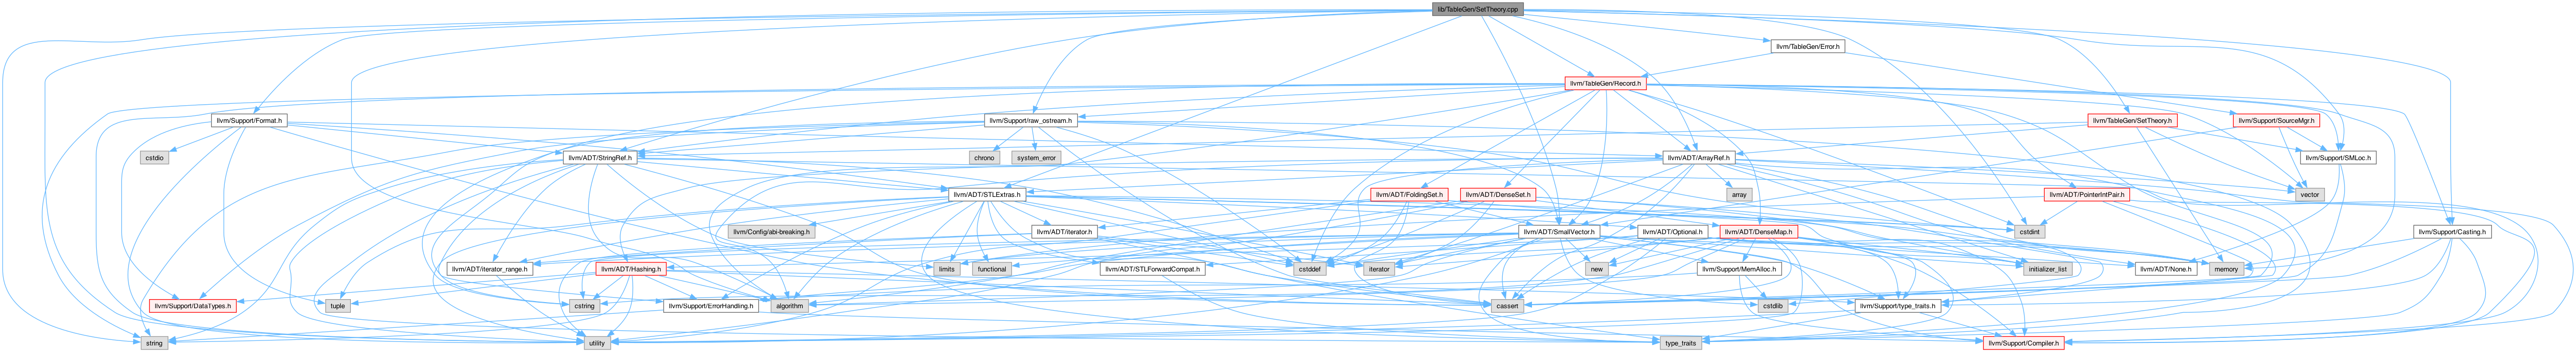 lib/TableGen/SetTheory.cpp
llvm/TableGen/Error.h
llvm/TableGen/Record.h
llvm/Support/Format.h
llvm/Support/raw_ostream.h
llvm/TableGen/SetTheory.h
llvm/Support/SourceMgr.h
cstdio
llvm/ADT/StringRef.h
chrono
system_error
llvm/ADT/ArrayRef.h
llvm/Support/SMLoc.h
llvm/ADT/STLExtras.h
llvm/ADT/FoldingSet.h
llvm/ADT/DenseSet.h
array
llvm/ADT/PointerIntPair.h
vector
llvm/Config/abi-breaking.h
llvm/ADT/iterator.h
llvm/ADT/SmallVector.h
llvm/ADT/Optional.h
llvm/ADT/DenseMap.h
cstdint
llvm/Support/Casting.h
llvm/ADT/iterator_range.h
llvm/ADT/Hashing.h
limits
functional
llvm/ADT/STLForwardCompat.h
cstddef
iterator
new
llvm/Support/MemAlloc.h
initializer_list
llvm/ADT/None.h
memory
llvm/Support/DataTypes.h
tuple
cstring
llvm/Support/ErrorHandling.h
algorithm
cassert
cstdlib
llvm/Support/type_traits.h
string
utility
type_traits
llvm/Support/Compiler.h